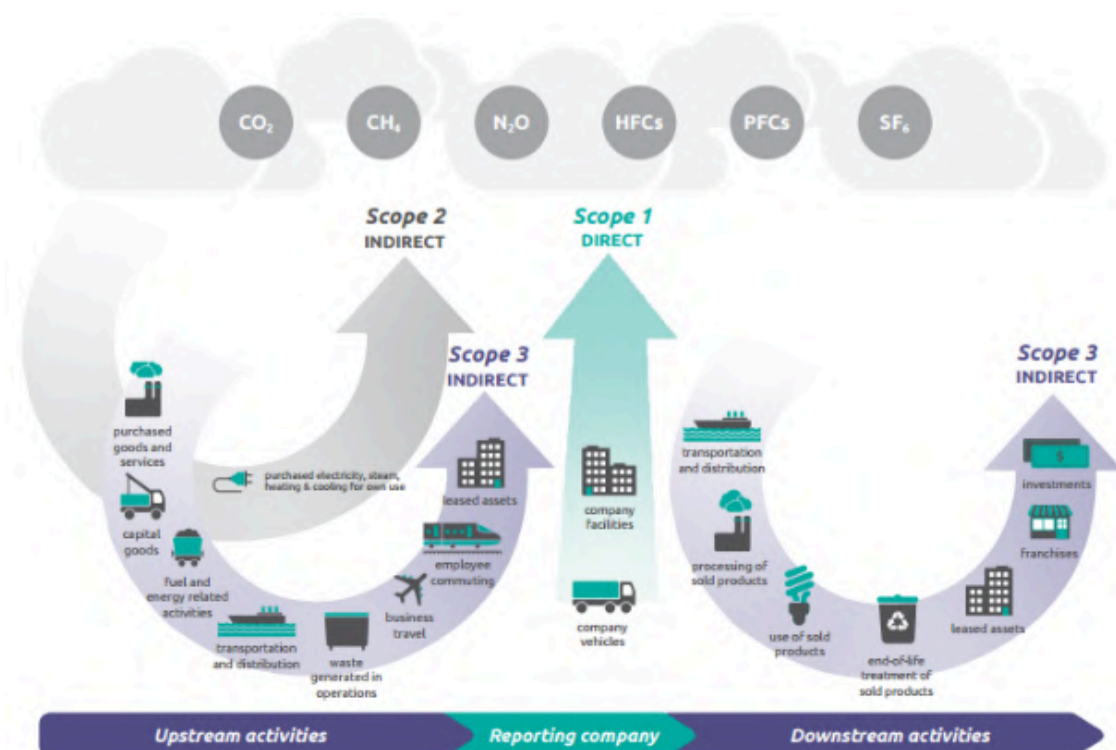 CO₂
CH₄
N₂O
HFCs
PFCs
SF₆
Scope 2
INDIRECT
Scope 1
DIRECT
Scope 3
INDIRECT
Scope 3
INDIRECT
purchased
goods and
services
capital
goods
fuel and
energy related
activities
purchased electricity, steam,
heating & cooling for own use
transportation
and distribution
waste
generated in
operations
business
travel
employee
commuting
leased assets
company
facilities
company
vehicles
transportation
and distribution
processing of
sold products
use of sold
products
end-of-life
treatment of
sold products
leased assets
franchises
$
investments
Upstream activities
Reporting company
Downstream activities